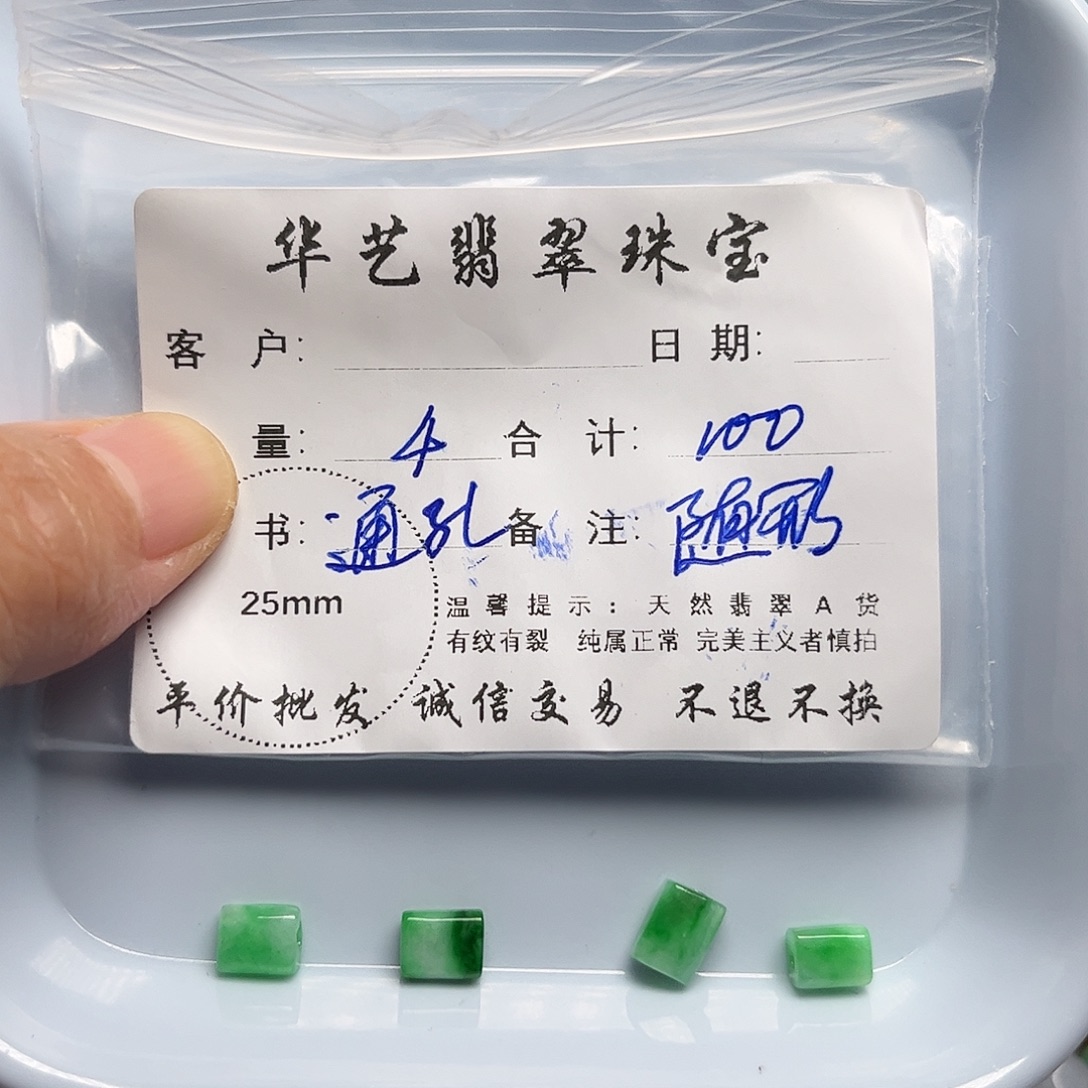 华艺翡翠珠宝
客 户: 日 期:
量: 4 合 计: 100
书: 通孔 备 注: 随形
25mm
温馨提示: 天然翡翠A货
有纹有裂 纯属正常 完美主义者慎拍
平价批发 诚信交易 不退不换